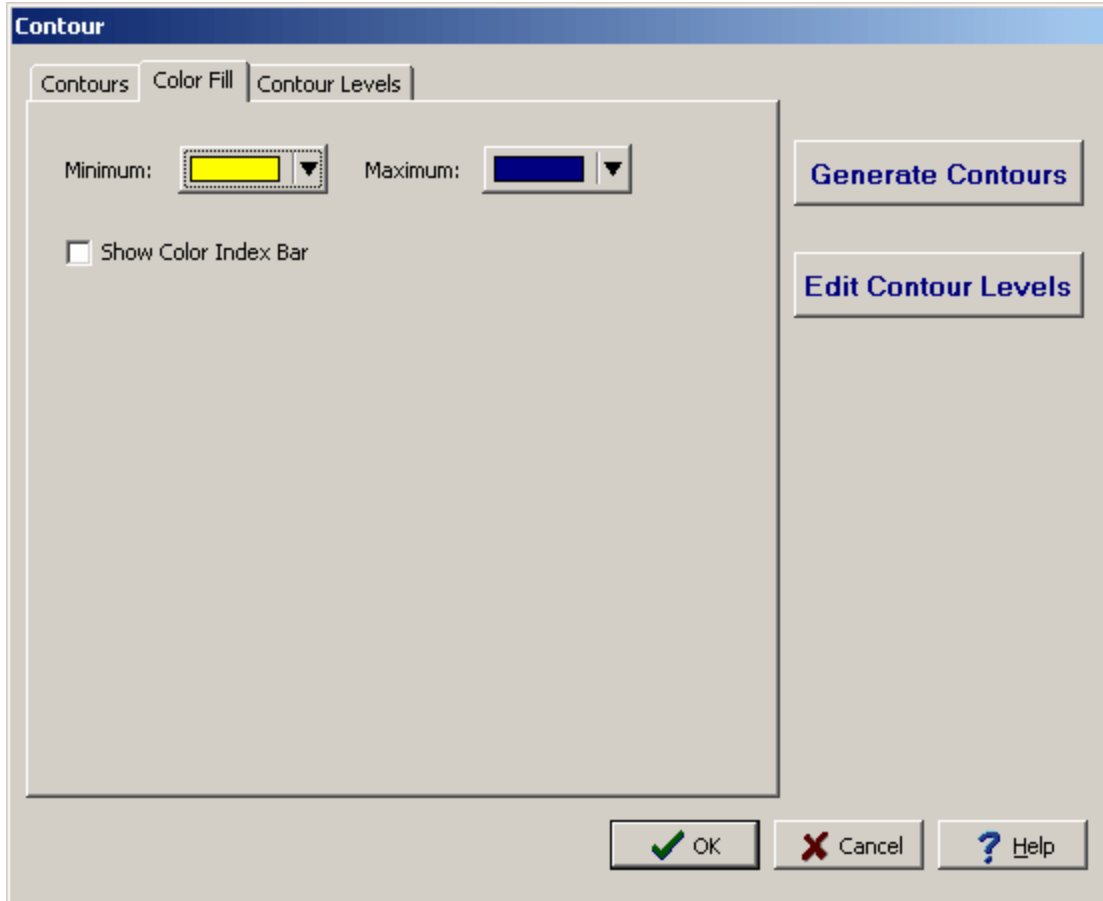 Contour
Contours Color Fill Contour Levels
Minimum: Maximum:
Show Color Index Bar
Generate Contours
Edit Contour Levels
OK Cancel Help